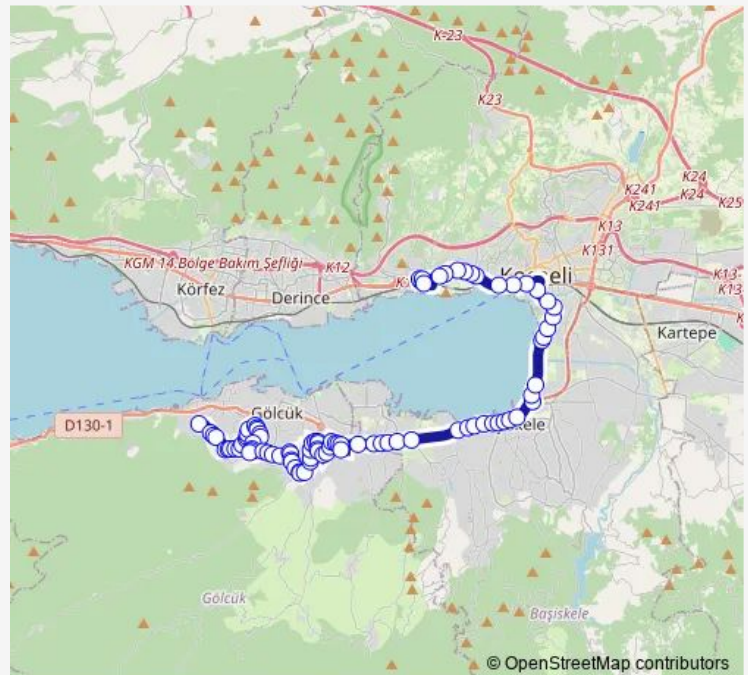 K-23
K23
K24
K24
K25
K241
K241
K13
K131
KGM 14.Bölge Bakım Şefliği
K12
Körfez
Derince
K13
K13
Kartepe
Gölcük
D130-1
Gölcük
Başiskele
© OpenStreetMap contributors